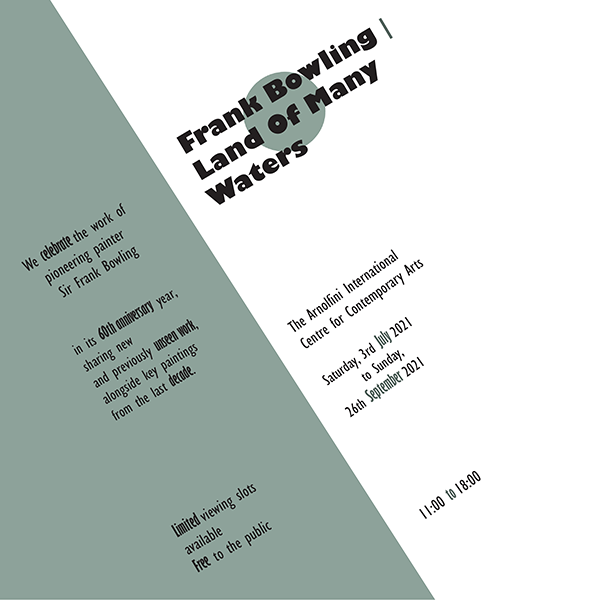 Frank Bowling |
Land Of Many
Waters
We celebrate the work of
pioneering painter
Sir Frank Bowling
in its 60th anniversary year,
sharing new
and previously unseen work,
alongside key paintings
from the last decade.
Limited viewing slots
available
Free to the public
The Arnolfini International
Centre for Contemporary Arts
Saturday, 3rd July 2021
to Sunday,
26th September 2021
11:00 to 18:00